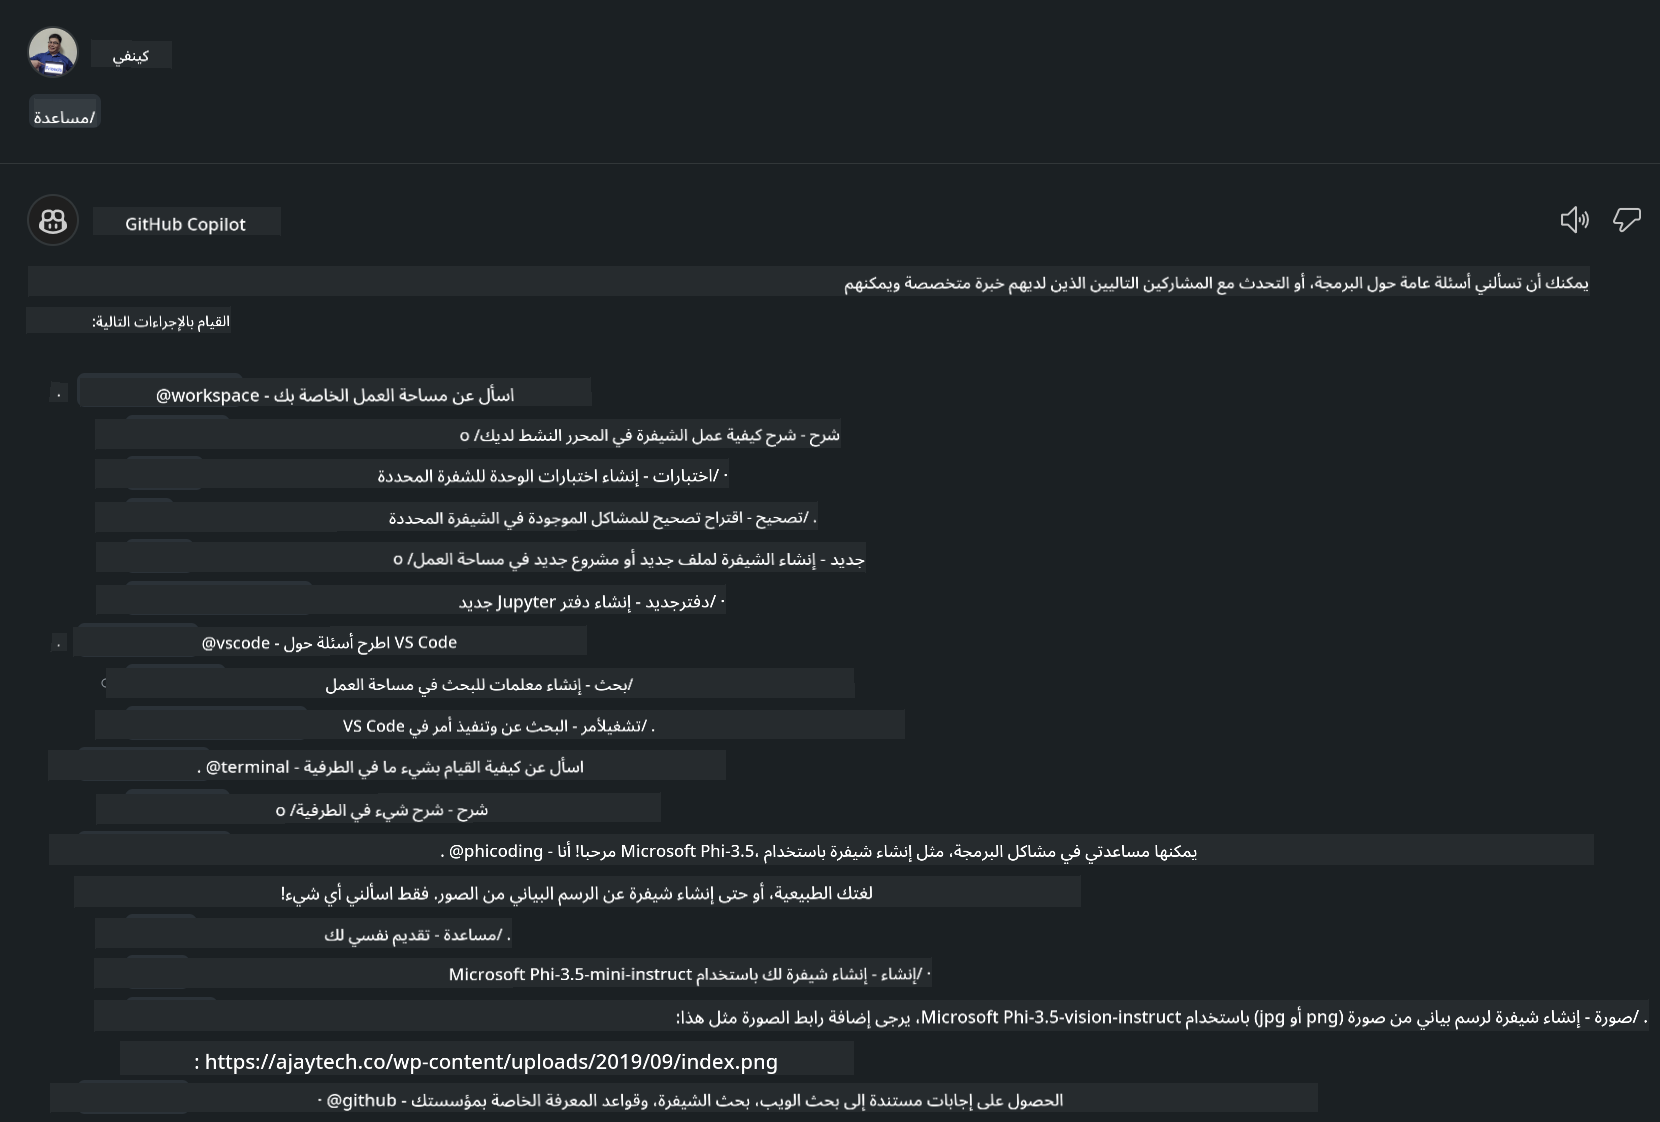 كينفي
/مساعدة
GitHub Copilot
يمكنك أن تسألني أسئلة عامة حول البرمجة، أو التحدث مع المشاركين التاليين الذين لديهم خبرة متخصصة ويمكنهم
القيام بالإجراءات التالية:
. @workspace - اسأل عن مساحة العمل الخاصة بك
o /شرح - شرح كيفية عمل الشيفرة في المحرر النشط لديك
· /اختبارات - إنشاء اختبارات الوحدة للشفرة المحددة
. /تصحيح - اقتراح تصحيح للمشاكل الموجودة في الشيفرة المحددة
o /جديد - إنشاء الشيفرة لملف جديد أو مشروع جديد في مساحة العمل
· /دفترجديد - إنشاء دفتر Jupyter جديد
. @vscode - اطرح أسئلة حول VS Code
/بحث - إنشاء معلمات للبحث في مساحة العمل
. /تشغيلأمر - البحث عن وتنفيذ أمر في VS Code
. @terminal - اسأل عن كيفية القيام بشيء ما في الطرفية
o /شرح - شرح شيء في الطرفية
. @phicoding - مرحبا! أنا Microsoft Phi-3.5، يمكنها مساعدتي في مشاكل البرمجة، مثل إنشاء شيفرة باستخدام
لغتك الطبيعية، أو حتى إنشاء شيفرة عن الرسم البياني من الصور. فقط اسألني أي شيء!
. /مساعدة - تقديم نفسي لك
· /إنشاء - إنشاء شيفرة لك باستخدام Microsoft Phi-3.5-mini-instruct
. /صورة - إنشاء شيفرة لرسم بياني من صورة (png أو jpg) باستخدام Microsoft Phi-3.5-vision-instruct، يرجى إضافة رابط الصورة مثل هذا:
: https://ajaytech.co/wp-content/uploads/2019/09/index.png
· @github - الحصول على إجابات مستندة إلى بحث الويب، بحث الشيفرة، وقواعد المعرفة الخاصة بمؤسستك